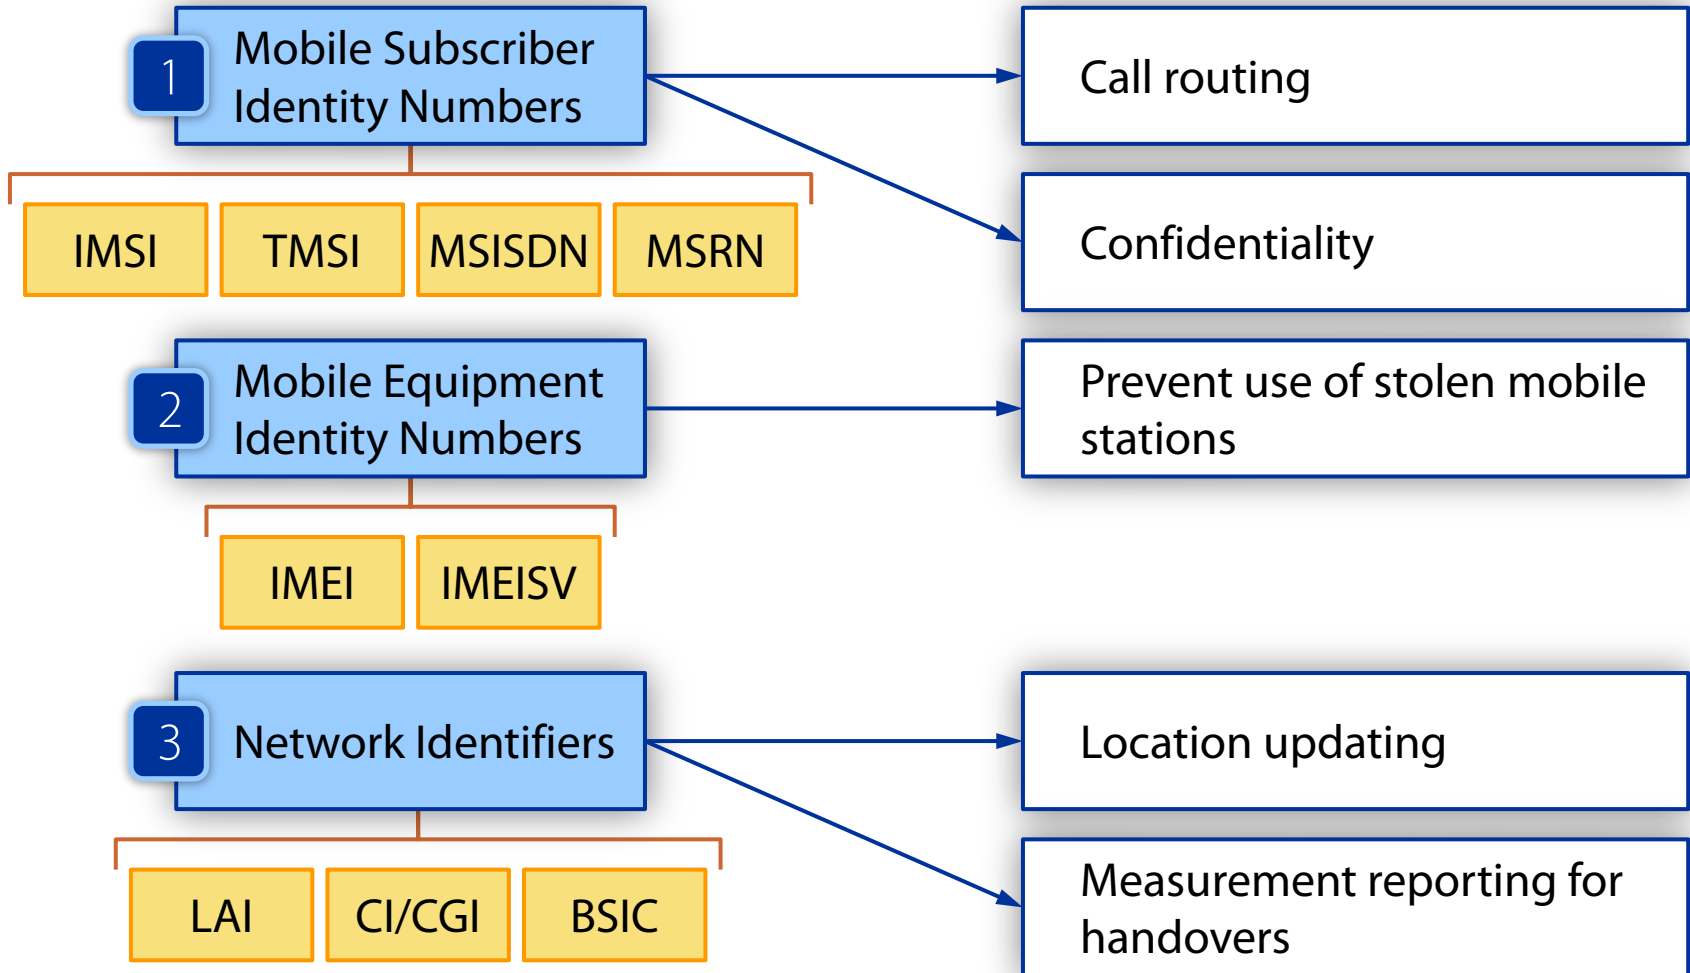 1
Mobile Subscriber
Identity Numbers
Call routing
Confidentiality
IMSI
TMSI
MSISDN
MSRN
2
Mobile Equipment
Identity Numbers
Prevent use of stolen mobile
stations
IMEI
IMEISV
3
Network Identifiers
Location updating
Measurement reporting for
handovers
LAI
CI/CGI
BSIC